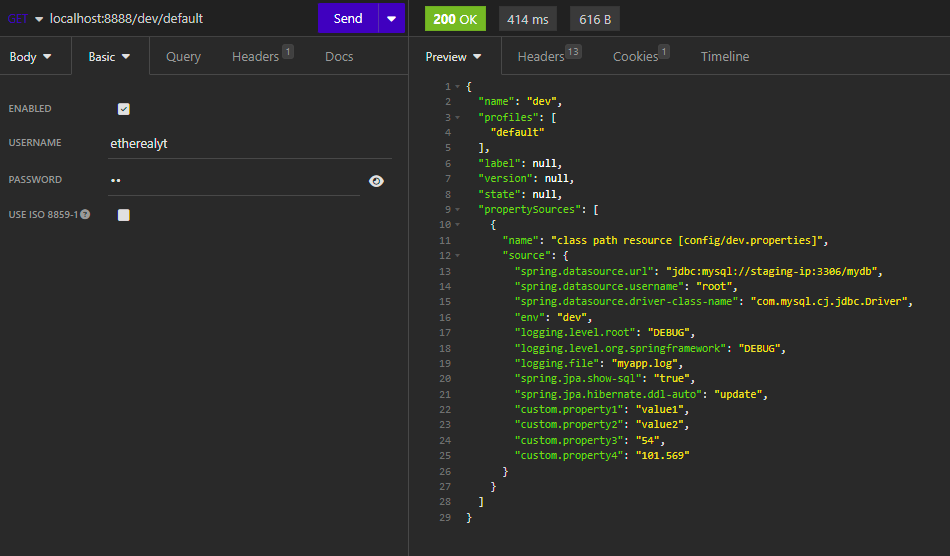 GET localhost:8888/dev/default Send
200 OK 414 ms 616 B
Body Basic Query Headers 1 Docs
Preview Headers 13 Cookies 1 Timeline
ENABLED
USERNAME etherealyt
PASSWORD ••
USE ISO 8859-1 ?
1 {
2 "name": "dev",
3 "profiles": [
4 "default"
5 ],
6 "label": null,
7 "version": null,
8 "state": null,
9 "propertySources": [
10 {
11 "name": "class path resource [config/dev.properties]",
12 "source": {
13 "spring.datasource.url": "jdbc:mysql://staging-ip:3306/mydb",
14 "spring.datasource.username": "root",
15 "spring.datasource.driver-class-name": "com.mysql.cj.jdbc.Driver",
16 "env": "dev",
17 "logging.level.root": "DEBUG",
18 "logging.level.org.springframework": "DEBUG",
19 "logging.file": "myapp.log",
20 "spring.jpa.show-sql": "true",
21 "spring.jpa.hibernate.ddl-auto": "update",
22 "custom.property1": "value1",
23 "custom.property2": "value2",
24 "custom.property3": "54",
25 "custom.property4": "101.569"
26 }
27 }
28 ]
29 }